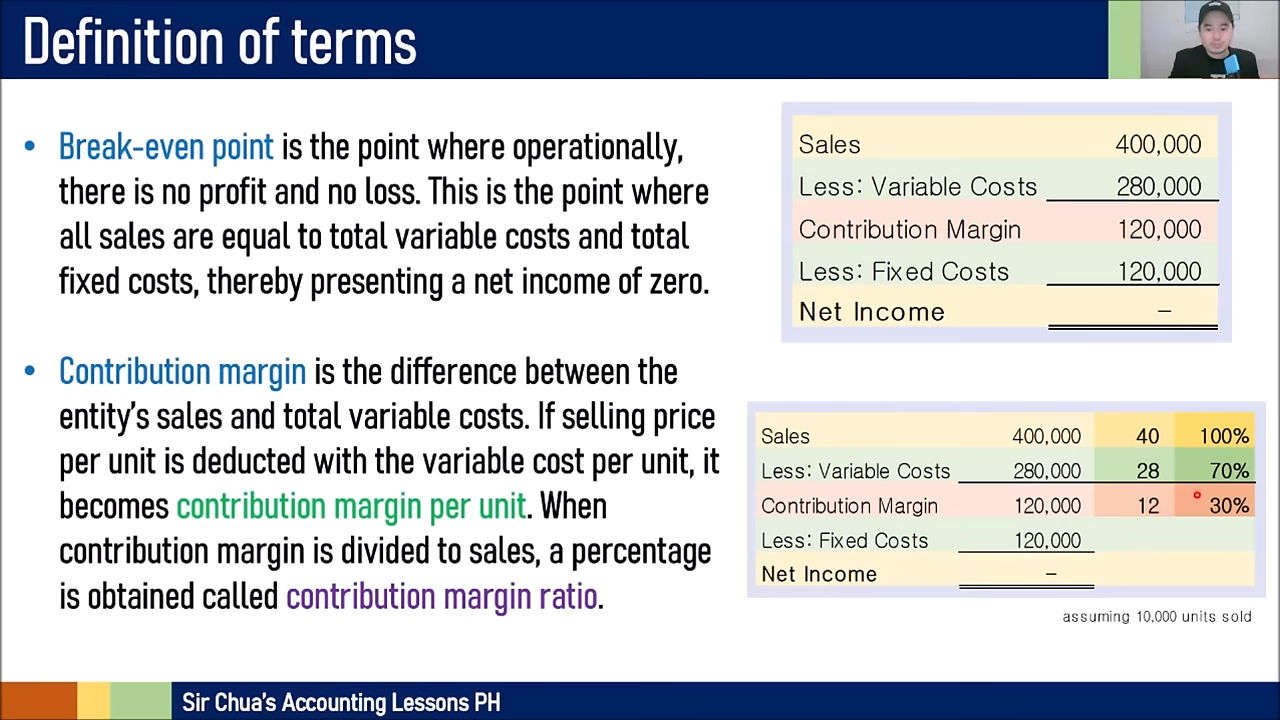 Definition of terms
• Break-even point is the point where operationally,
there is no profit and no loss. This is the point where
all sales are equal to total variable costs and total
fixed costs, thereby presenting a net income of zero.
• Contribution margin is the difference between the
entity's sales and total variable costs. If selling price
per unit is deducted with the variable cost per unit, it
becomes contribution margin per unit. When
contribution margin is divided to sales, a percentage
is obtained called contribution margin ratio.
Sales 400,000
Less: Variable Costs 280,000
Contribution Margin 120,000
Less: Fixed Costs 120,000
Net Income –
Sales 400,000 40 100%
Less: Variable Costs 280,000 28 70%
Contribution Margin 120,000 12 30%
Less: Fixed Costs 120,000
Net Income –
assuming 10,000 units sold
Sir Chua's Accounting Lessons PH